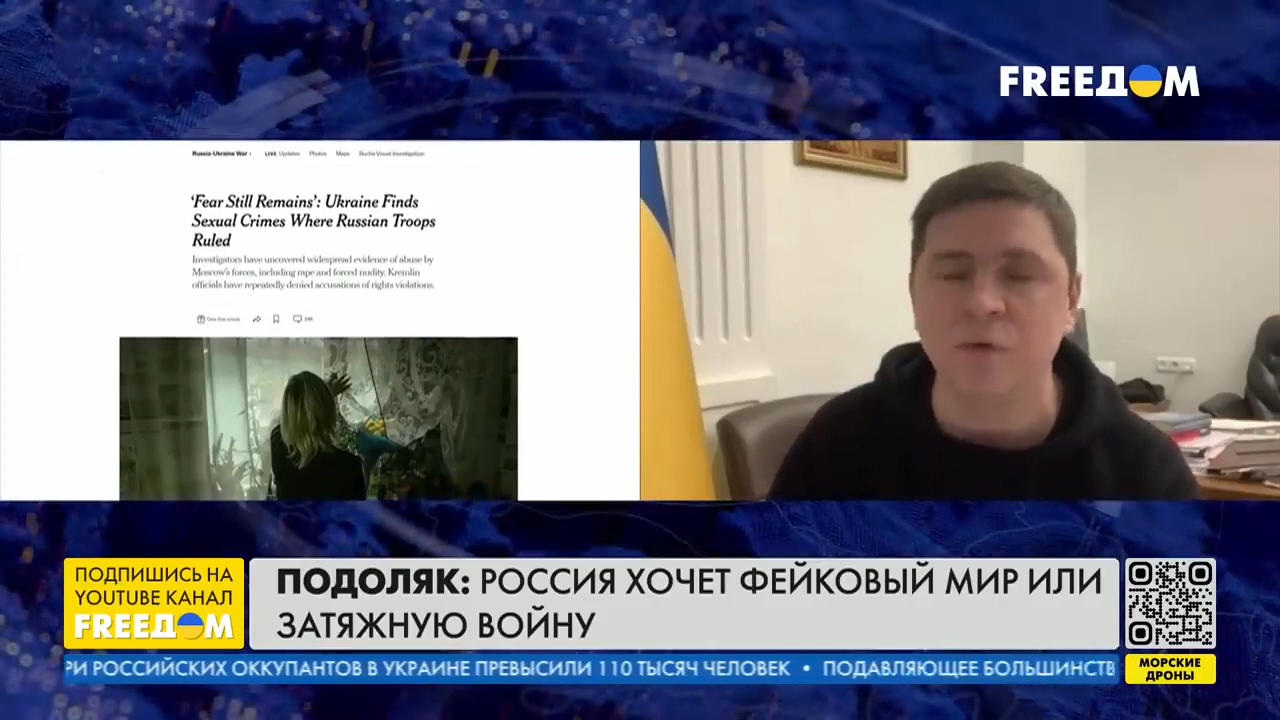 FREEДOM
Russia-Ukraine War
LIVE Updates
Photos
Maps
Bucha Visual Investigation
‘Fear Still Remains’: Ukraine Finds
Sexual Crimes Where Russian Troops
Ruled
Investigators have uncovered widespread evidence of abuse by
Moscow’s forces, including rape and forced nudity. Kremlin
officials have repeatedly denied accusations of rights violations.
Give this article
ПОДПИШИСЬ НА
YOUTUBE КАНАЛ
FREEДOM
ПОДОЛЯК: РОССИЯ ХОЧЕТ ФЕЙКОВЫЙ МИР ИЛИ
ЗАТЯЖНУЮ ВОЙНУ
РИ РОССИЙСКИХ ОККУПАНТОВ В УКРАИНЕ ПРЕВЫСИЛИ 110 ТЫСЯЧ ЧЕЛОВЕК • ПОДАВЛЯЮЩЕЕ БОЛЬШИНСТВ
МОРСКИЕ
ДРОНЫ